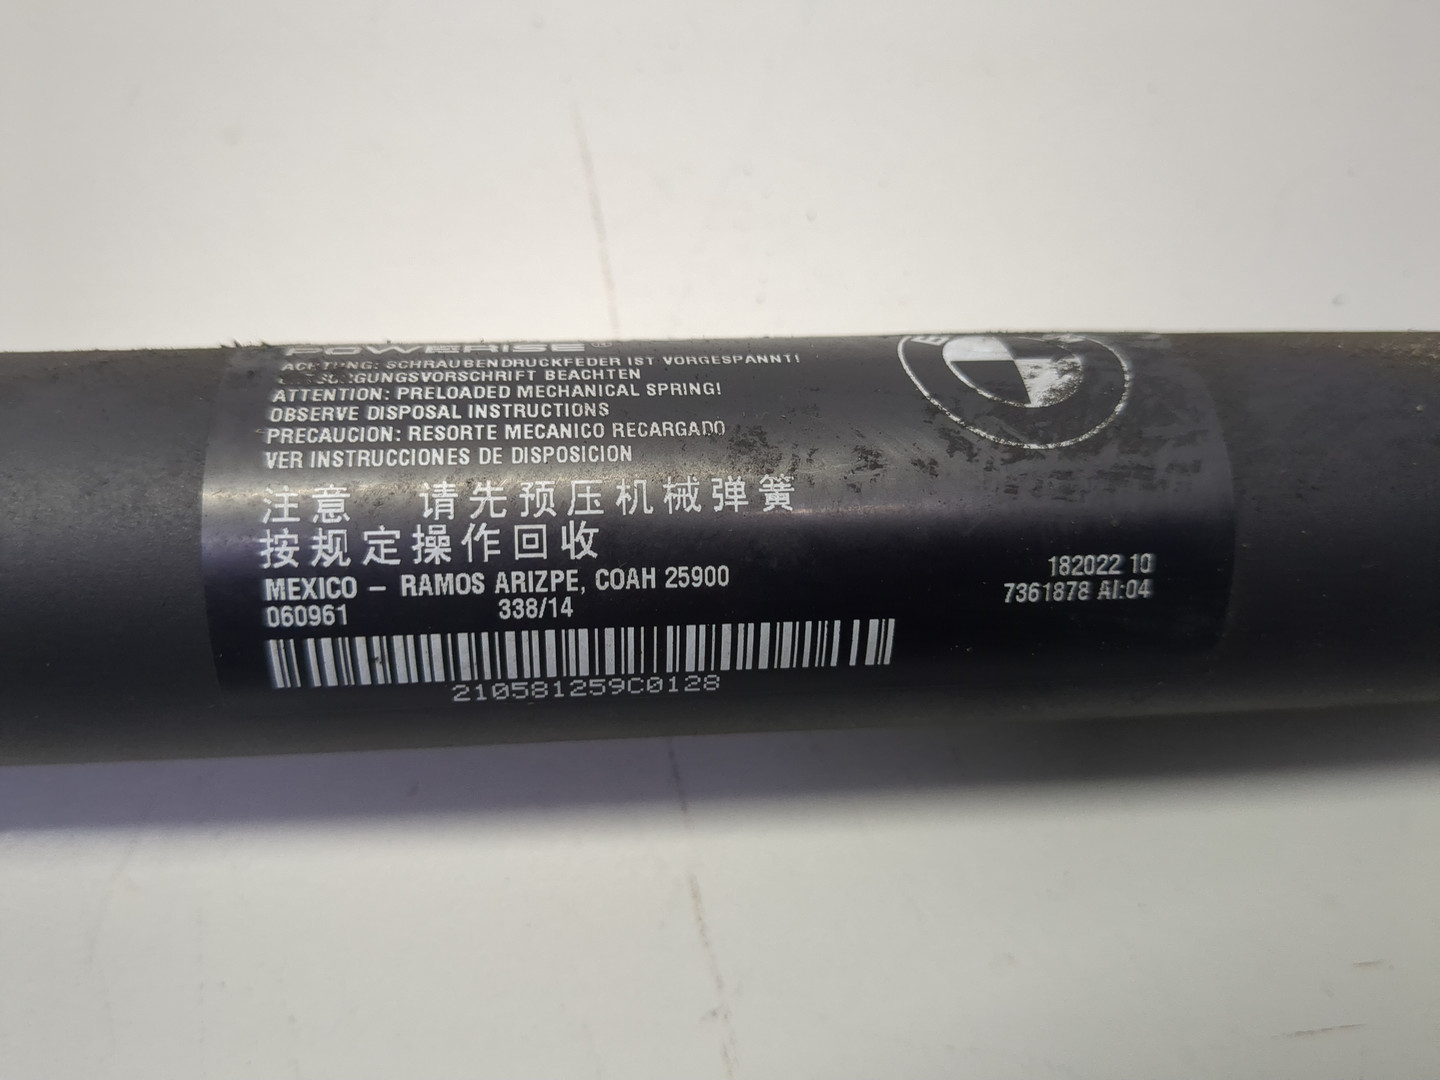 POWERISE®
ACHTUNG: SCHRAUBENDRUCKFEDER IST VORGESPANNT!
BEACHTEN
ATTENTION: PRELOADED MECHANICAL SPRING!
OBSERVE DISPOSAL INSTRUCTIONS
PRECAUCION: RESORTE MECANICO RECARGADO
VER INSTRUCCIONES DE DISPOSICION
注意 请先预压机械弹簧
按规定操作回收
MEXICO – RAMOS ARIZPE, COAH 25900
060961 338/14
182022 10
7361878 AI:04
210581259C0128